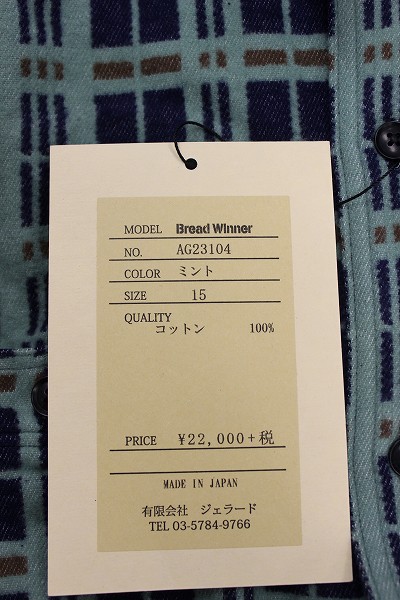 MODEL Bread Winner
NO. AG23104
COLOR ミント
SIZE 15
QUALITY
コットン 100%
PRICE ¥22,000+税
MADE IN JAPAN
有限会社 ジェラード
TEL 03-5784-9766